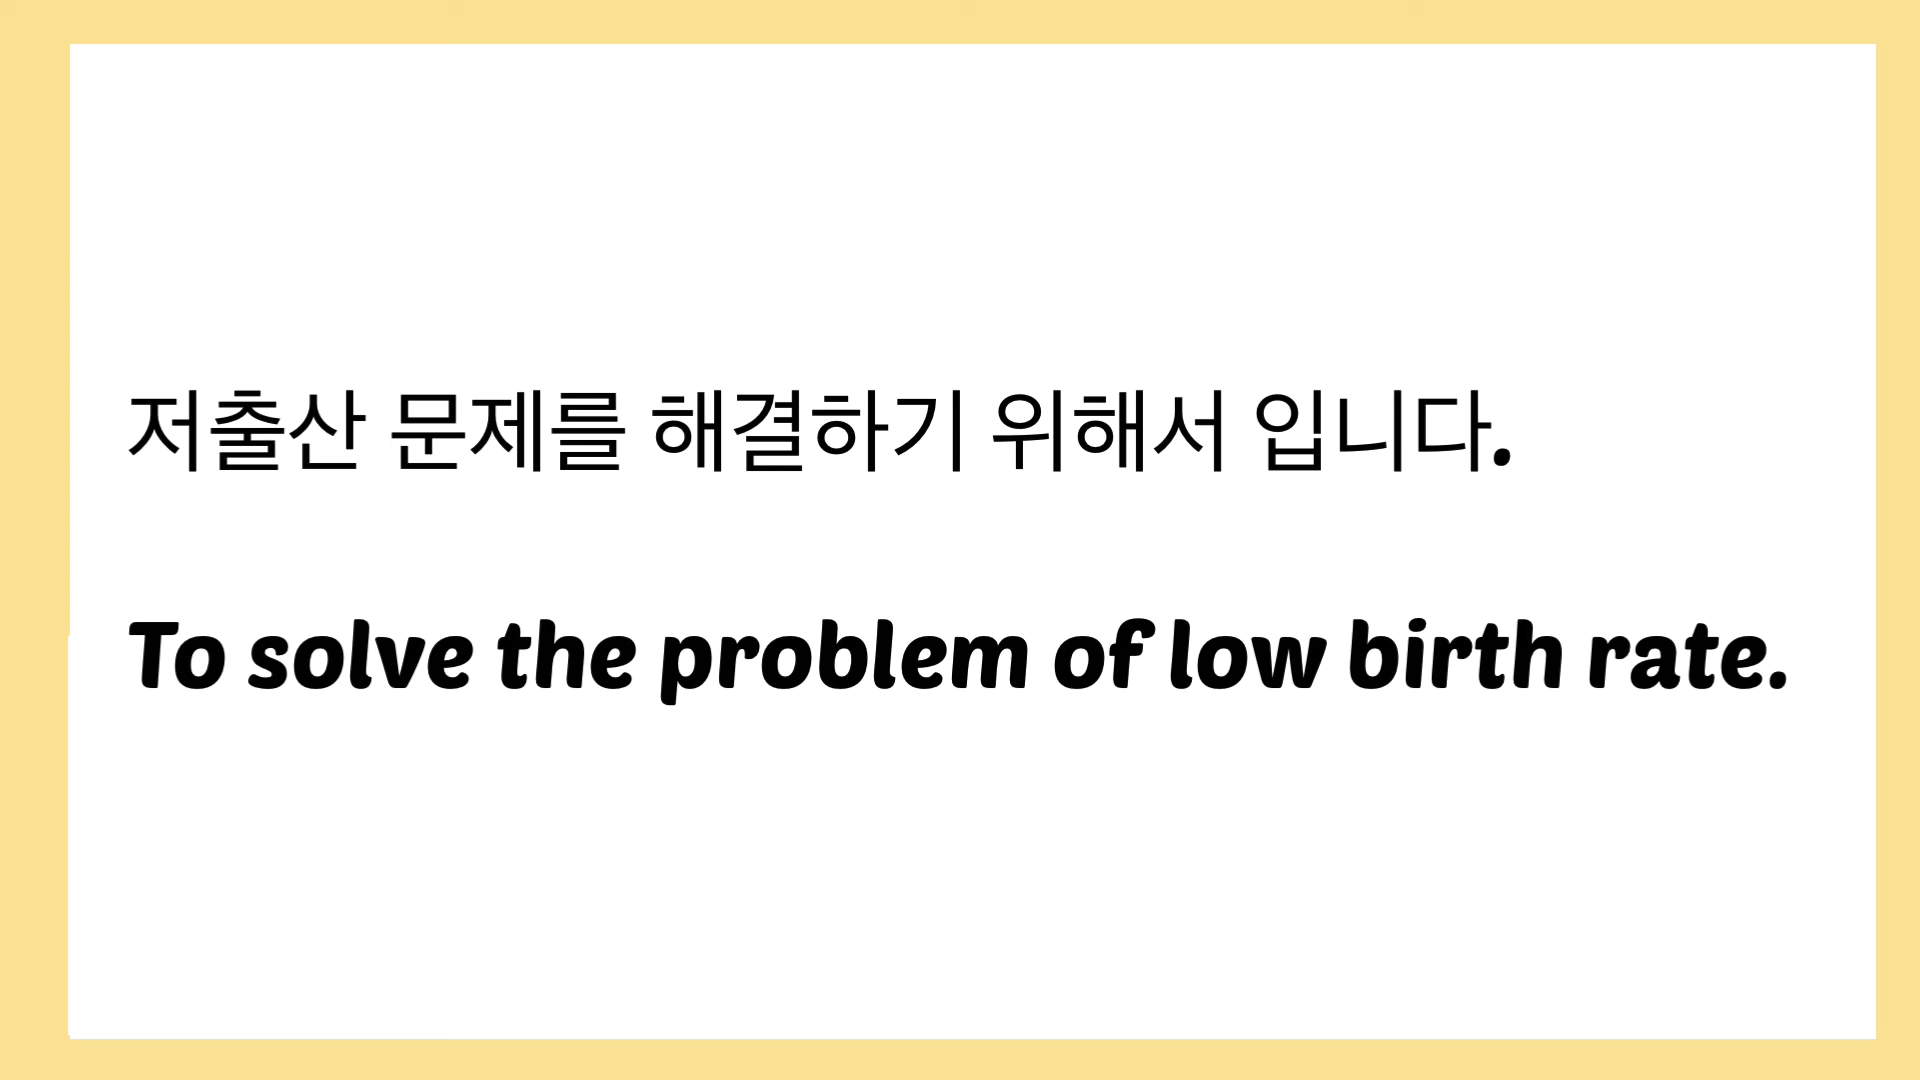 저출산 문제를 해결하기 위해서 입니다.
To solve the problem of low birth rate.